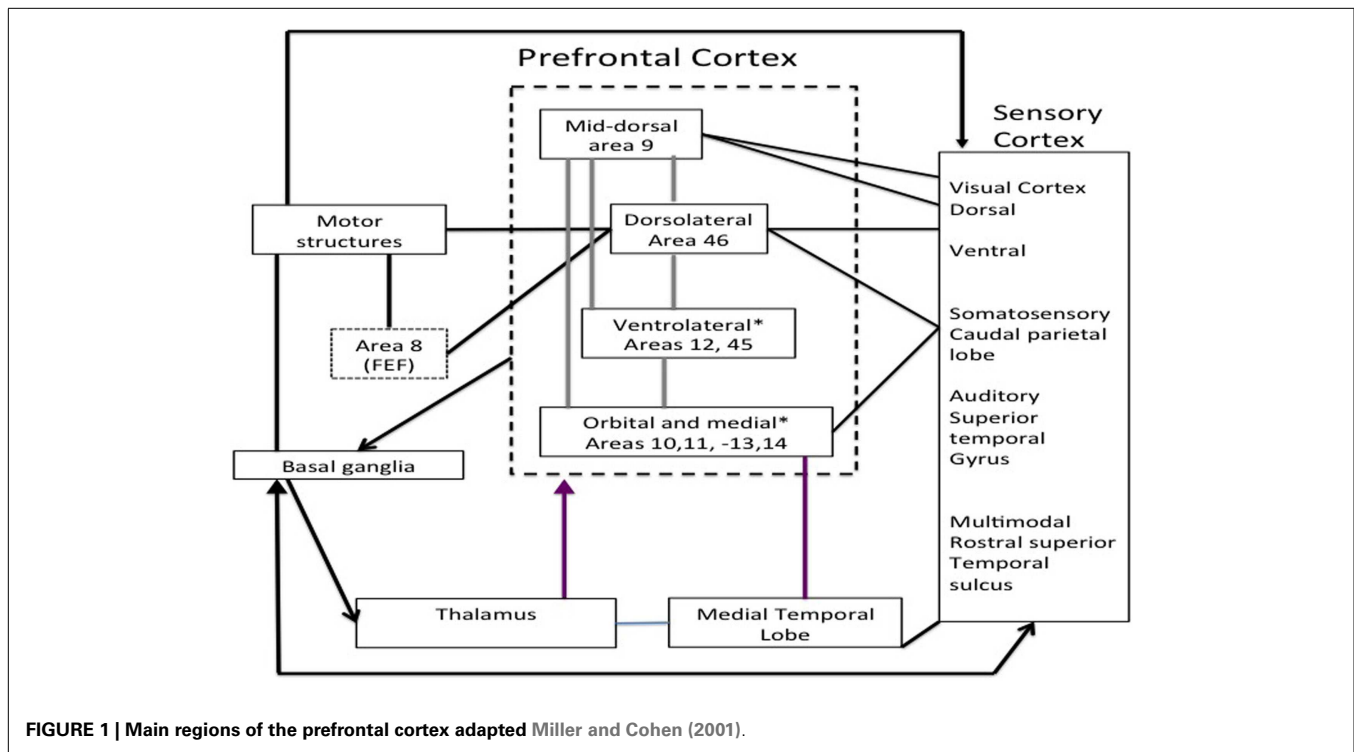 Prefrontal Cortex
Mid-dorsal
area 9
Sensory
Cortex
Motor
structures
Dorsolateral
Area 46
Visual Cortex
Dorsal
Ventral
Area 8
(FEF)
Ventrolateral*
Areas 12, 45
Somatosensory
Caudal parietal
lobe
Orbital and medial*
Areas 10,11, -13,14
Auditory
Superior
temporal
Gyrus
Basal ganglia
Multimodal
Rostral superior
Temporal
sulcus
Thalamus
Medial Temporal
Lobe
FIGURE 1 | Main regions of the prefrontal cortex adapted Miller and Cohen (2001).